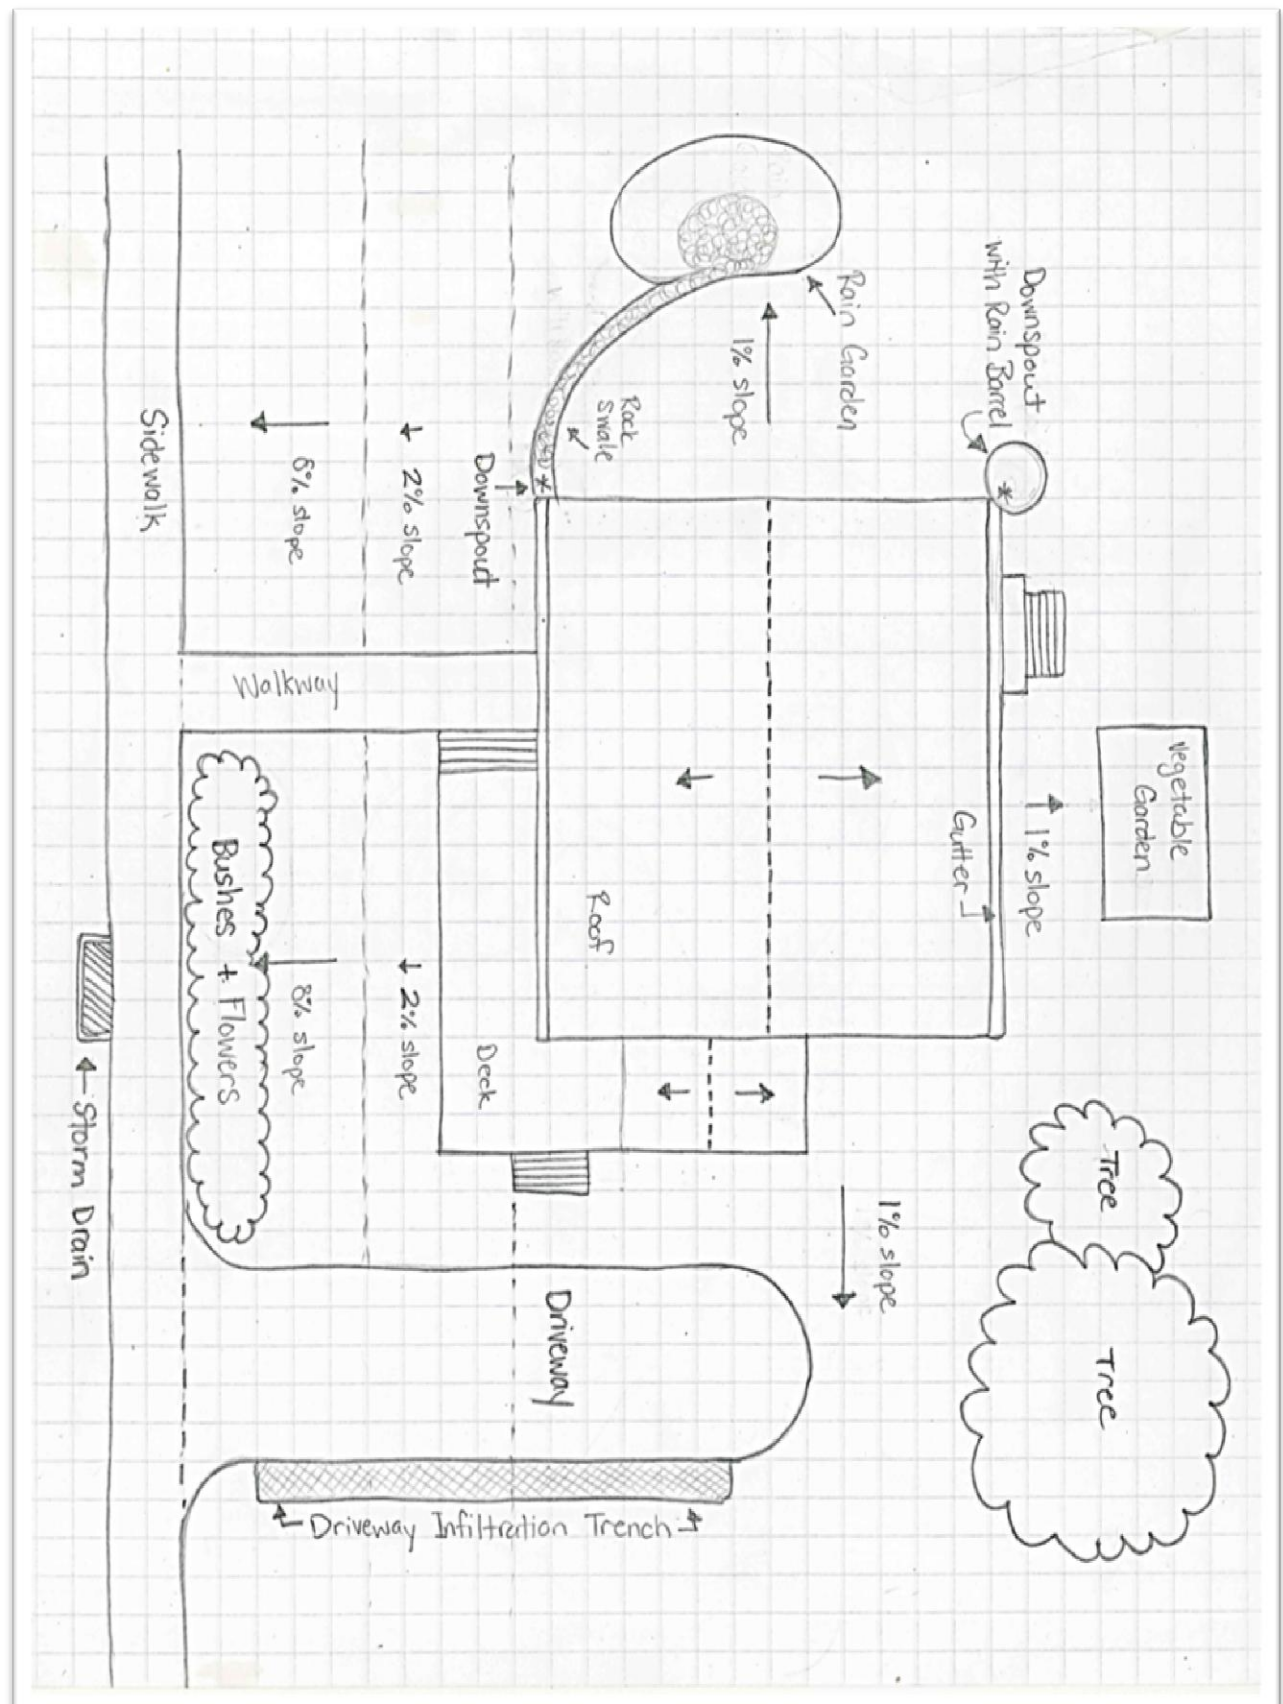 Vegetable
Garden
Tree
Tree
Downspout
with Rain Barrel
1% slope
Gutter
1% slope
Rain Garden
1% slope
Rock
swale
Roof
Driveway
Downspout
Deck
2% slope
2% slope
8% slope
8% slope
Walkway
Bushes + Flowers
Driveway Infiltration Trench
Sidewalk
Storm Drain